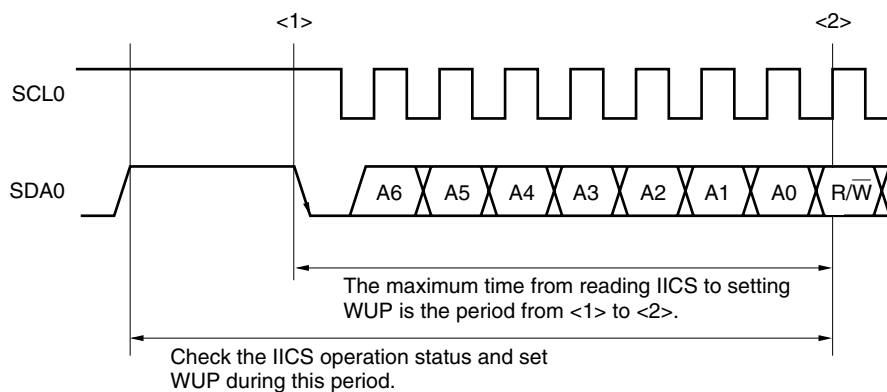 <1> <2>
SCL0
SDA0 A6 A5 A4 A3 A2 A1 A0 R/W̅
The maximum time from reading IICS to setting
WUP is the period from <1> to <2>.
Check the IICS operation status and set
WUP during this period.